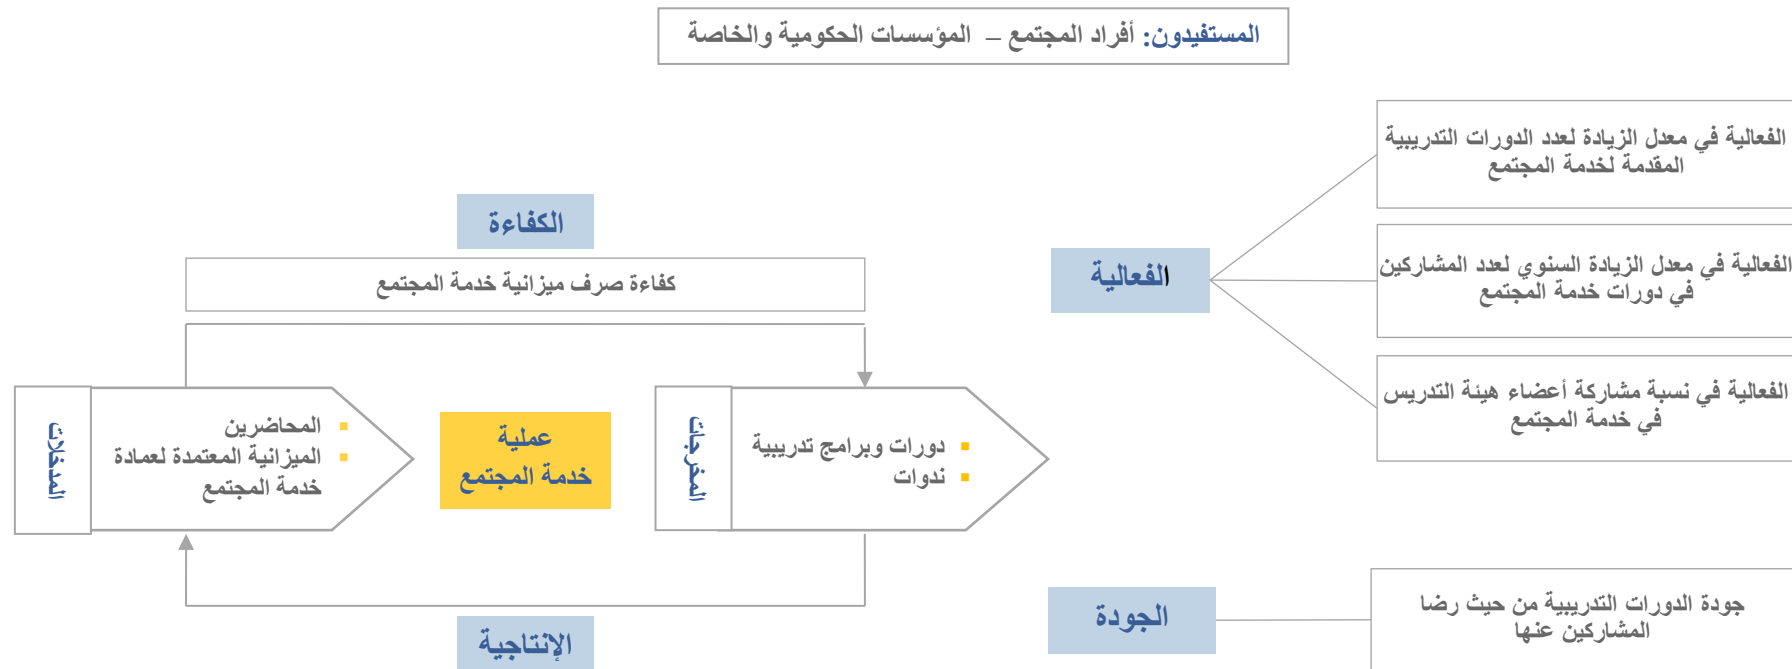 المستفيدون: أفراد المجتمع – المؤسسات الحكومية والخاصة
الفعالية في معدل الزيادة لعدد الدورات التدريبية
المقدمة لخدمة المجتمع
الفعالية في معدل الزيادة السنوي لعدد المشاركين
في دورات خدمة المجتمع
الفعالية في نسبة مشاركة أعضاء هيئة التدريس
في خدمة المجتمع
الفعالية
الكفاءة
كفاءة صرف ميزانية خدمة المجتمع
المدخلات
▪ المحاضرين
▪ الميزانية المعتمدة لعمادة
خدمة المجتمع
عملية
خدمة المجتمع
المخرجات
▪ دورات وبرامج تدريبية
▪ ندوات
الإنتاجية
الجودة
جودة الدورات التدريبية من حيث رضا
المشاركين عنها